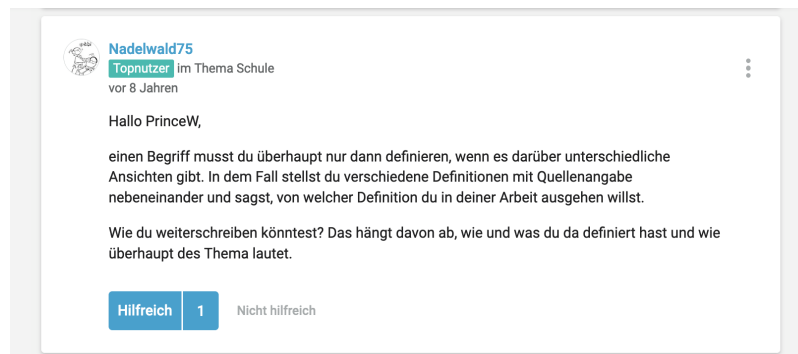 Nadelwald75
Topnutzer im Thema Schule
vor 8 Jahren
Hallo PrinceW,
einen Begriff musst du überhaupt nur dann definieren, wenn es darüber unterschiedliche
Ansichten gibt. In dem Fall stellst du verschiedene Definitionen mit Quellenangabe
nebeneinander und sagst, von welcher Definition du in deiner Arbeit ausgehen willst.
Wie du weiterschreiben könntest? Das hängt davon ab, wie und was du da definiert hast und wie
überhaupt des Thema lautet.
Hilfreich 1 Nicht hilfreich